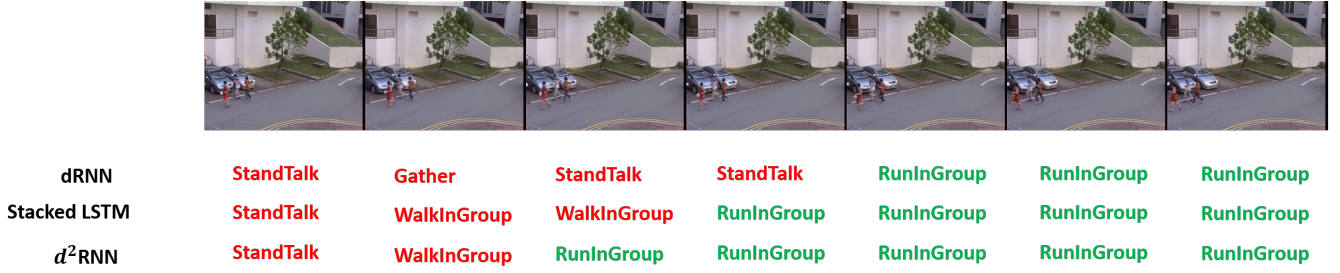 dRNN StandTalk Gather StandTalk StandTalk RunInGroup RunInGroup RunInGroup
Stacked LSTM StandTalk WalkInGroup WalkInGroup RunInGroup RunInGroup RunInGroup RunInGroup
d²RNN StandTalk WalkInGroup RunInGroup RunInGroup RunInGroup RunInGroup RunInGroup